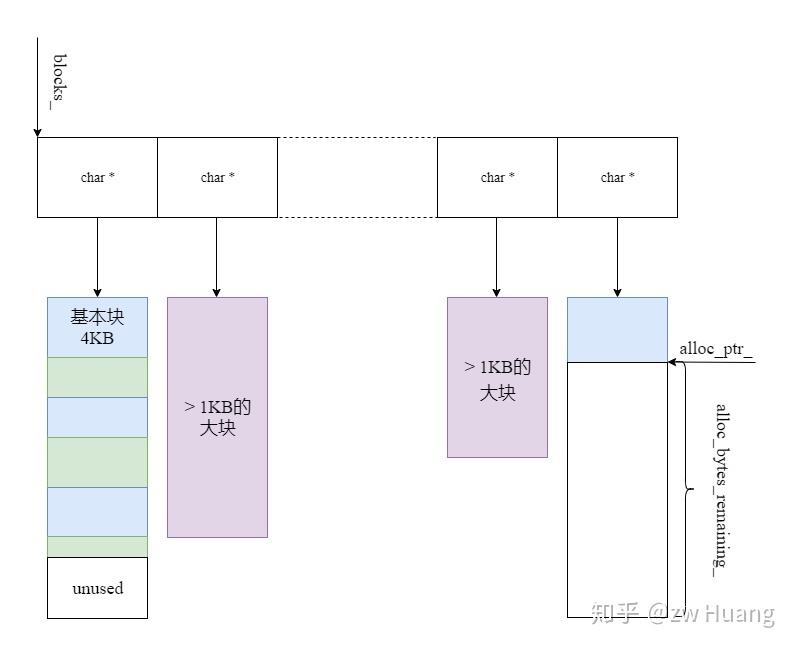 blocks_
char *
char *
char *
char *
基本块
4KB
> 1KB的
大块
> 1KB的
大块
alloc_ptr_
alloc_bytes_remaining_
unused
知乎 @zw Huang